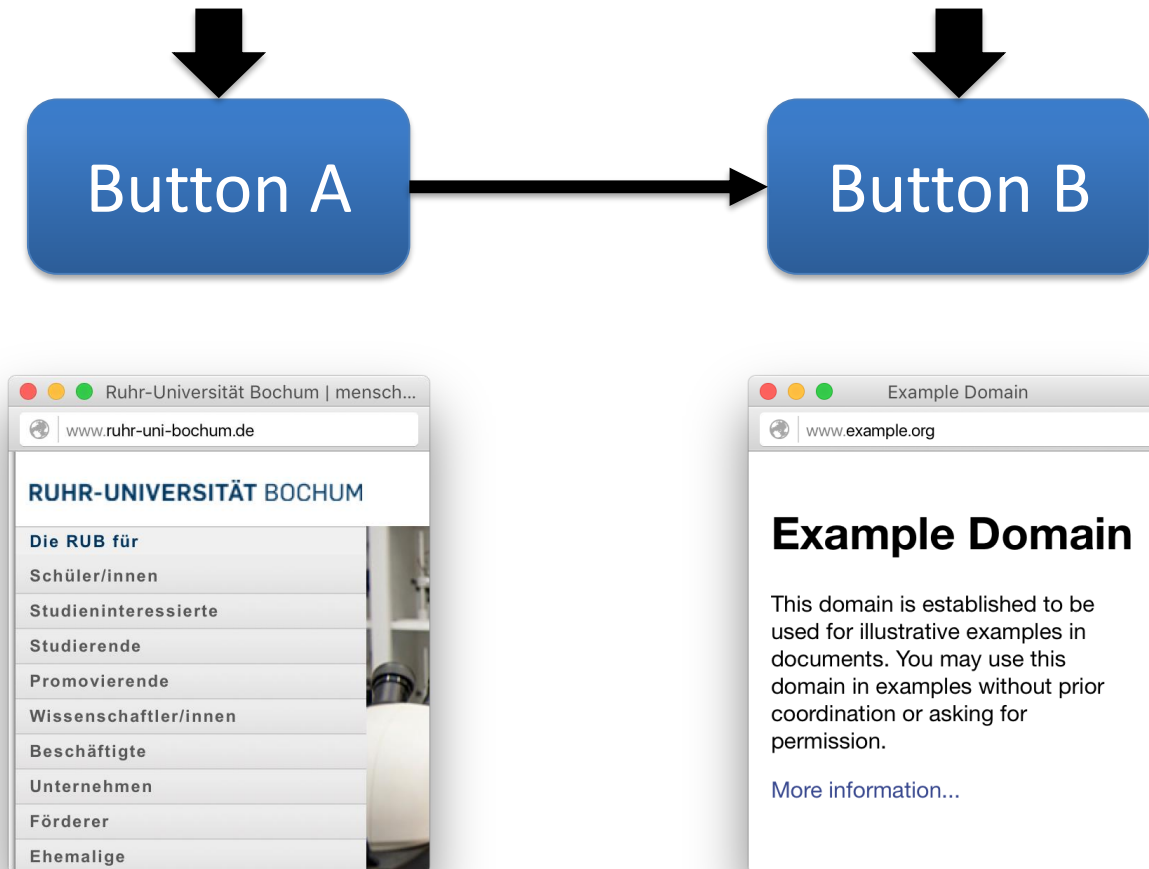 Button A
Button B
Ruhr-Universität Bochum | mensch...
www.ruhr-uni-bochum.de
RUHR-UNIVERSITÄT BOCHUM
Die RUB für
Schüler/innen
Studieninteressierte
Studierende
Promovierende
Wissenschaftler/innen
Beschäftigte
Unternehmen
Förderer
Ehemalige
Example Domain
www.example.org
Example Domain
This domain is established to be
used for illustrative examples in
documents. You may use this
domain in examples without prior
coordination or asking for
permission.
More information...